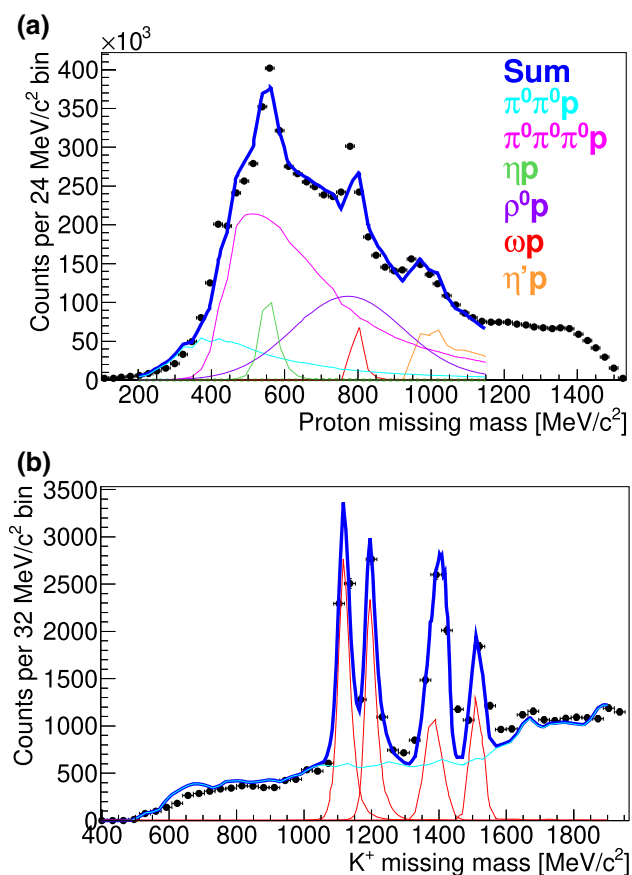 (a)
×10³
Counts per 24 MeV/c² bin
400
350
300
250
200
150
100
50
0
Sum
π⁰π⁰p
π⁰π⁰π⁰p
ηp
ρ⁰p
ωp
η'p
200 400 600 800 1000 1200 1400
Proton missing mass [MeV/c²]
(b)
Counts per 32 MeV/c² bin
3500
3000
2500
2000
1500
1000
500
0
400 600 800 1000 1200 1400 1600 1800
K⁺ missing mass [MeV/c²]